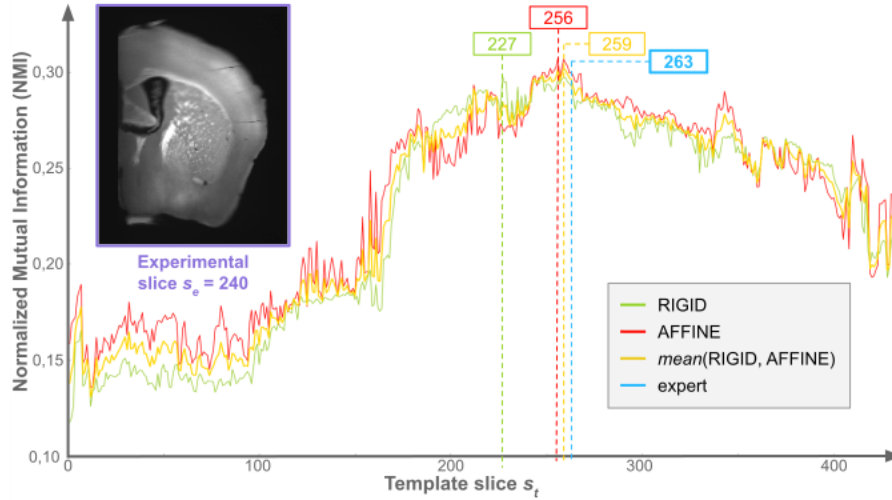 256
227
259
263
Normalized Mutual Information (NMI)
0,30
0,25
0,20
0,15
0,10
Experimental
slice s_e = 240
RIGID
AFFINE
mean(RIGID, AFFINE)
expert
0
100
200
300
400
Template slice s_t